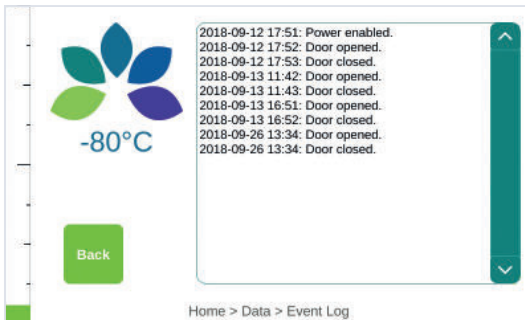 2018-09-12 17:51: Power enabled.
2018-09-12 17:52: Door opened.
2018-09-12 17:53: Door closed.
2018-09-13 11:42: Door opened.
2018-09-13 11:43: Door closed.
2018-09-13 16:51: Door opened.
2018-09-13 16:52: Door closed.
2018-09-26 13:34: Door opened.
2018-09-26 13:34: Door closed.
-80°C
Back
Home > Data > Event Log